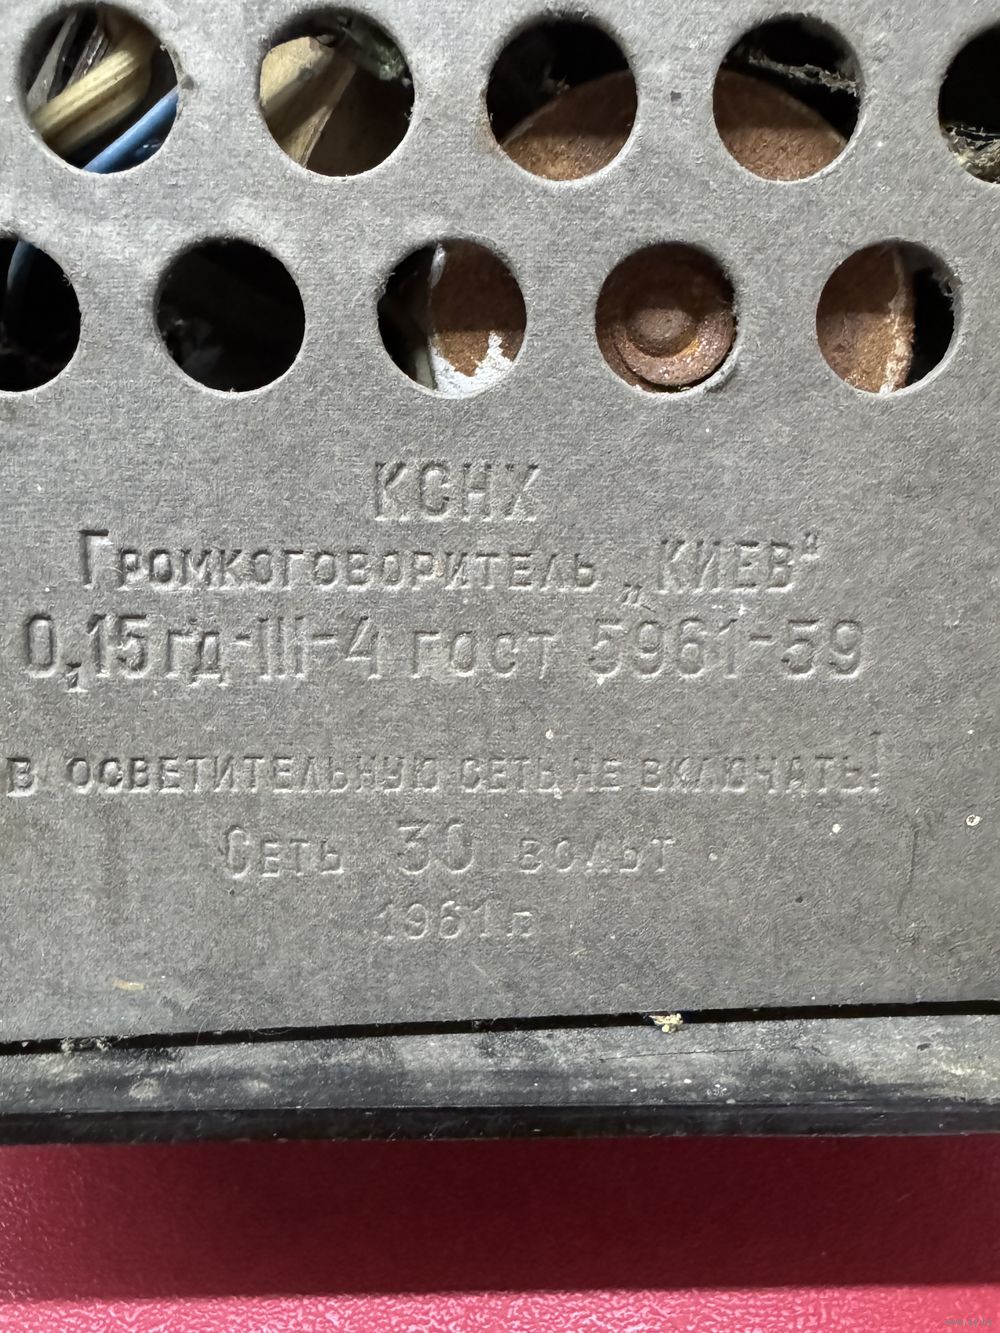 КСНХ
Громкоговоритель „КИЕВ“
0,15гд-III-4 гост 5961-59
в осветительную сеть не включать!
Сеть 30 вольт
1961 г